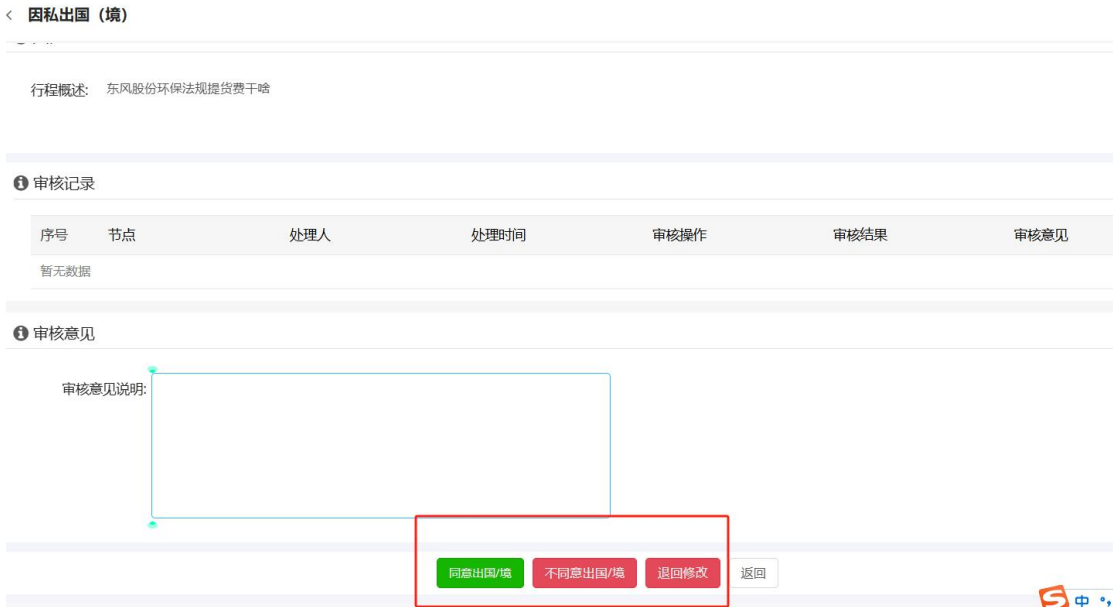 因私出国（境）
行程概述: 东风股份环保法规提货费干啥
审核记录
序号 节点 处理人 处理时间 审核操作 审核结果 审核意见
暂无数据
审核意见
审核意见说明:
同意出国/境 不同意出国/境 退回修改 返回
S 中 °,